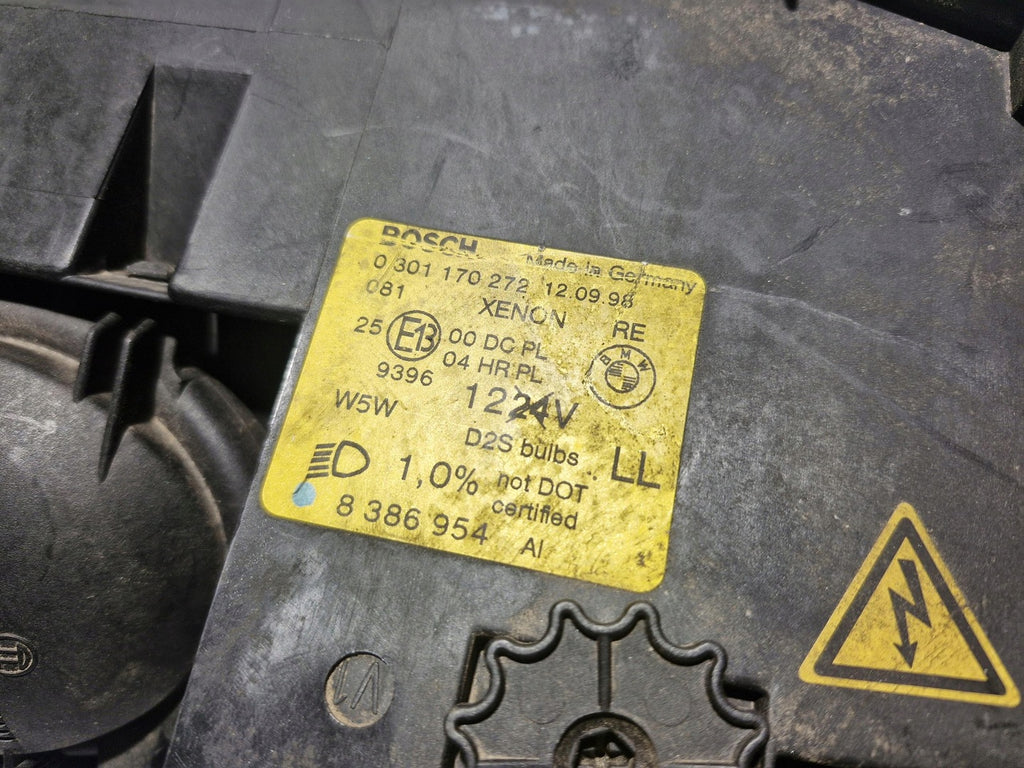 BOSCH Made in Germany
0 301 170 272 12.09.98
081 XENON RE
25 E13 00 DC PL
04 HR PL BMW
9396
W5W 1224V
D2S bulbs LL
1,0% not DOT
certified
8 386 954 AI